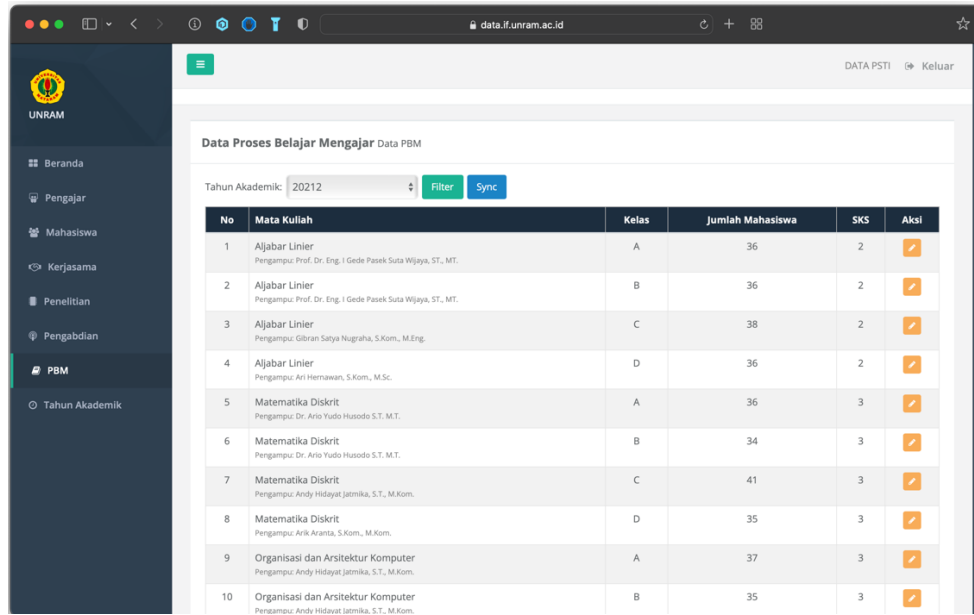 data.if.unram.ac.id
DATA PSTI
Keluar
UNRAM
Beranda
Pengajar
Mahasiswa
Kerjasama
Penelitian
Pengabdian
PBM
Tahun Akademik
Data Proses Belajar Mengajar Data PBM
Tahun Akademik: 20212 Filter Sync
No Mata Kuliah Kelas Jumlah Mahasiswa SKS Aksi
1 Aljabar Linier A 36 2
Pengampu: Prof. Dr. Eng. I Gede Pasek Suta Wijaya, ST., MT.
2 Aljabar Linier B 36 2
Pengampu: Prof. Dr. Eng. I Gede Pasek Suta Wijaya, ST., MT.
3 Aljabar Linier C 38 2
Pengampu: Gibran Satya Nugraha, S.Kom., M.Eng.
4 Aljabar Linier D 36 2
Pengampu: Ari Hernawan, S.Kom., M.Sc.
5 Matematika Diskrit A 36 3
Pengampu: Dr. Ario Yudo Husodo S.T. M.T.
6 Matematika Diskrit B 34 3
Pengampu: Dr. Ario Yudo Husodo S.T. M.T.
7 Matematika Diskrit C 41 3
Pengampu: Andy Hidayat Jatmika, S.T., M.Kom.
8 Matematika Diskrit D 35 3
Pengampu: Arik Aranta, S.Kom., M.Kom.
9 Organisasi dan Arsitektur Komputer A 37 3
Pengampu: Andy Hidayat Jatmika, S.T., M.Kom.
10 Organisasi dan Arsitektur Komputer B 35 3
Pengampu: Andy Hidayat Jatmika, S.T., M.Kom.